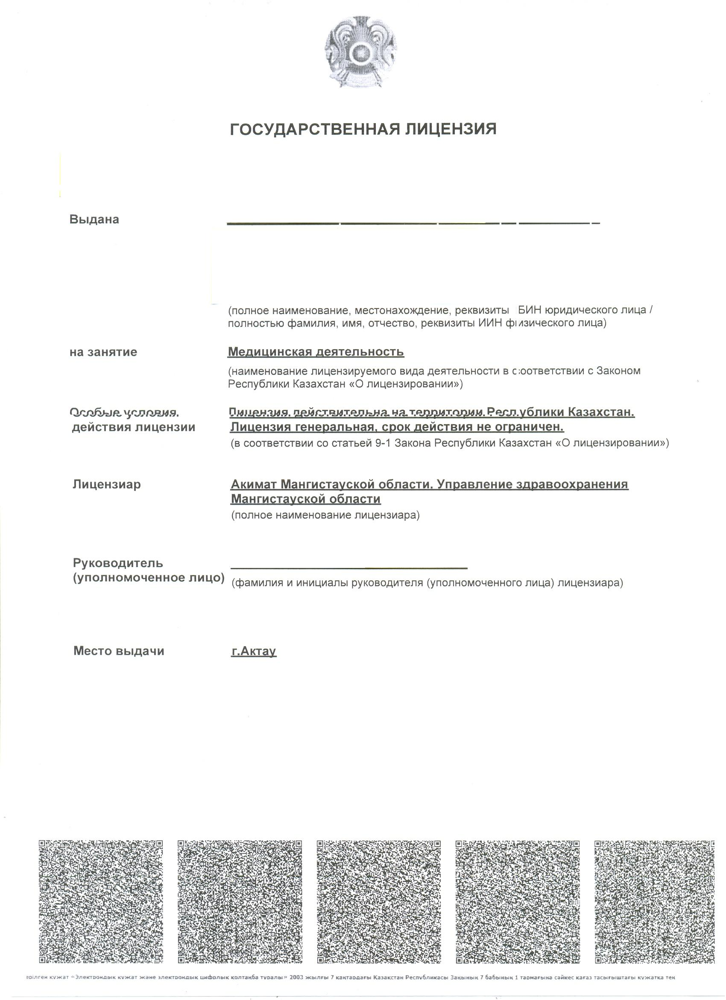 ГОСУДАРСТВЕННАЯ ЛИЦЕНЗИЯ
Выдана
(полное наименование, местонахождение, реквизиты БИН юридического лица /
полностью фамилия, имя, отчество, реквизиты ИИН физического лица)
на занятие Медицинская деятельность
(наименование лицензируемого вида деятельности в соответствии с Законом
Республики Казахстан «О лицензировании»)
Особые условия Лицензия действительна на территории Республики Казахстан.
действия лицензии Лицензия генеральная, срок действия не ограничен.
(в соответствии со статьей 9-1 Закона Республики Казахстан «О лицензировании»)
Лицензиар Акимат Мангистауской области. Управление здравоохранения
Мангистауской области
(полное наименование лицензиара)
Руководитель
(уполномоченное лицо) (фамилия и инициалы руководителя (уполномоченного лица) лицензиара)
Место выдачи г.Актау
құжат «Электрондық құжат және электрондық цифрлық қолтаңба туралы» 2003 жылғы 7 қаңтардағы Қазақстан Республикасы Заңының 7 бабының 1 тармағына сәйкес қағаз тасығыштағы құжатқа тең